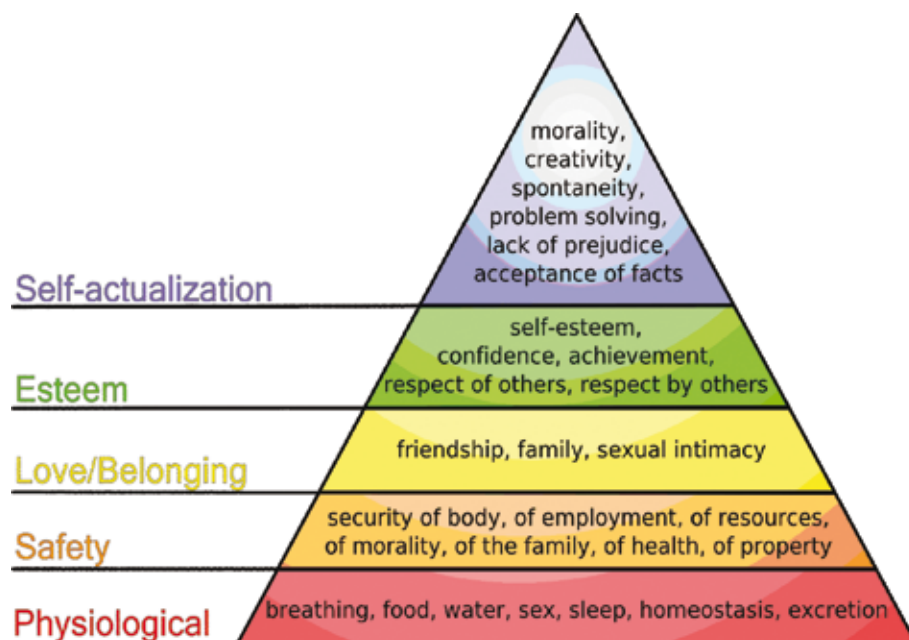 morality,
creativity,
spontaneity,
problem solving,
lack of prejudice,
acceptance of facts
Self-actualization
self-esteem,
confidence, achievement,
respect of others, respect by others
Esteem
friendship, family, sexual intimacy
Love/Belonging
security of body, of employment, of resources,
of morality, of the family, of health, of property
Safety
breathing, food, water, sex, sleep, homeostasis, excretion
Physiological